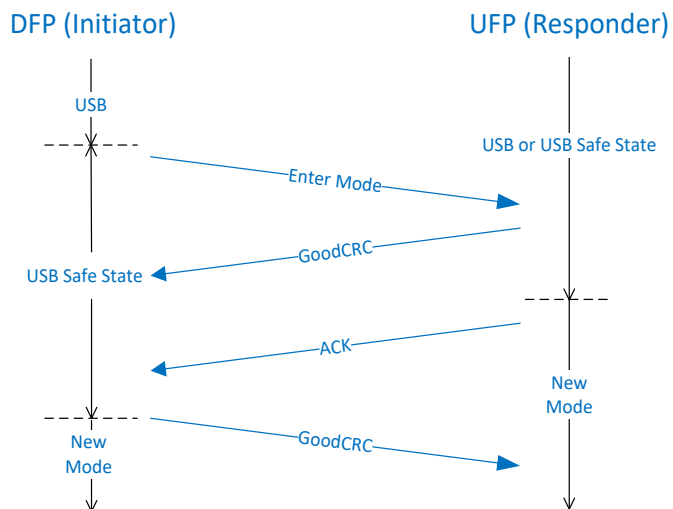 DFP (Initiator)
UFP (Responder)
USB
USB or USB Safe State
Enter Mode
GoodCRC
USB Safe State
ACK
New
Mode
New
Mode
GoodCRC